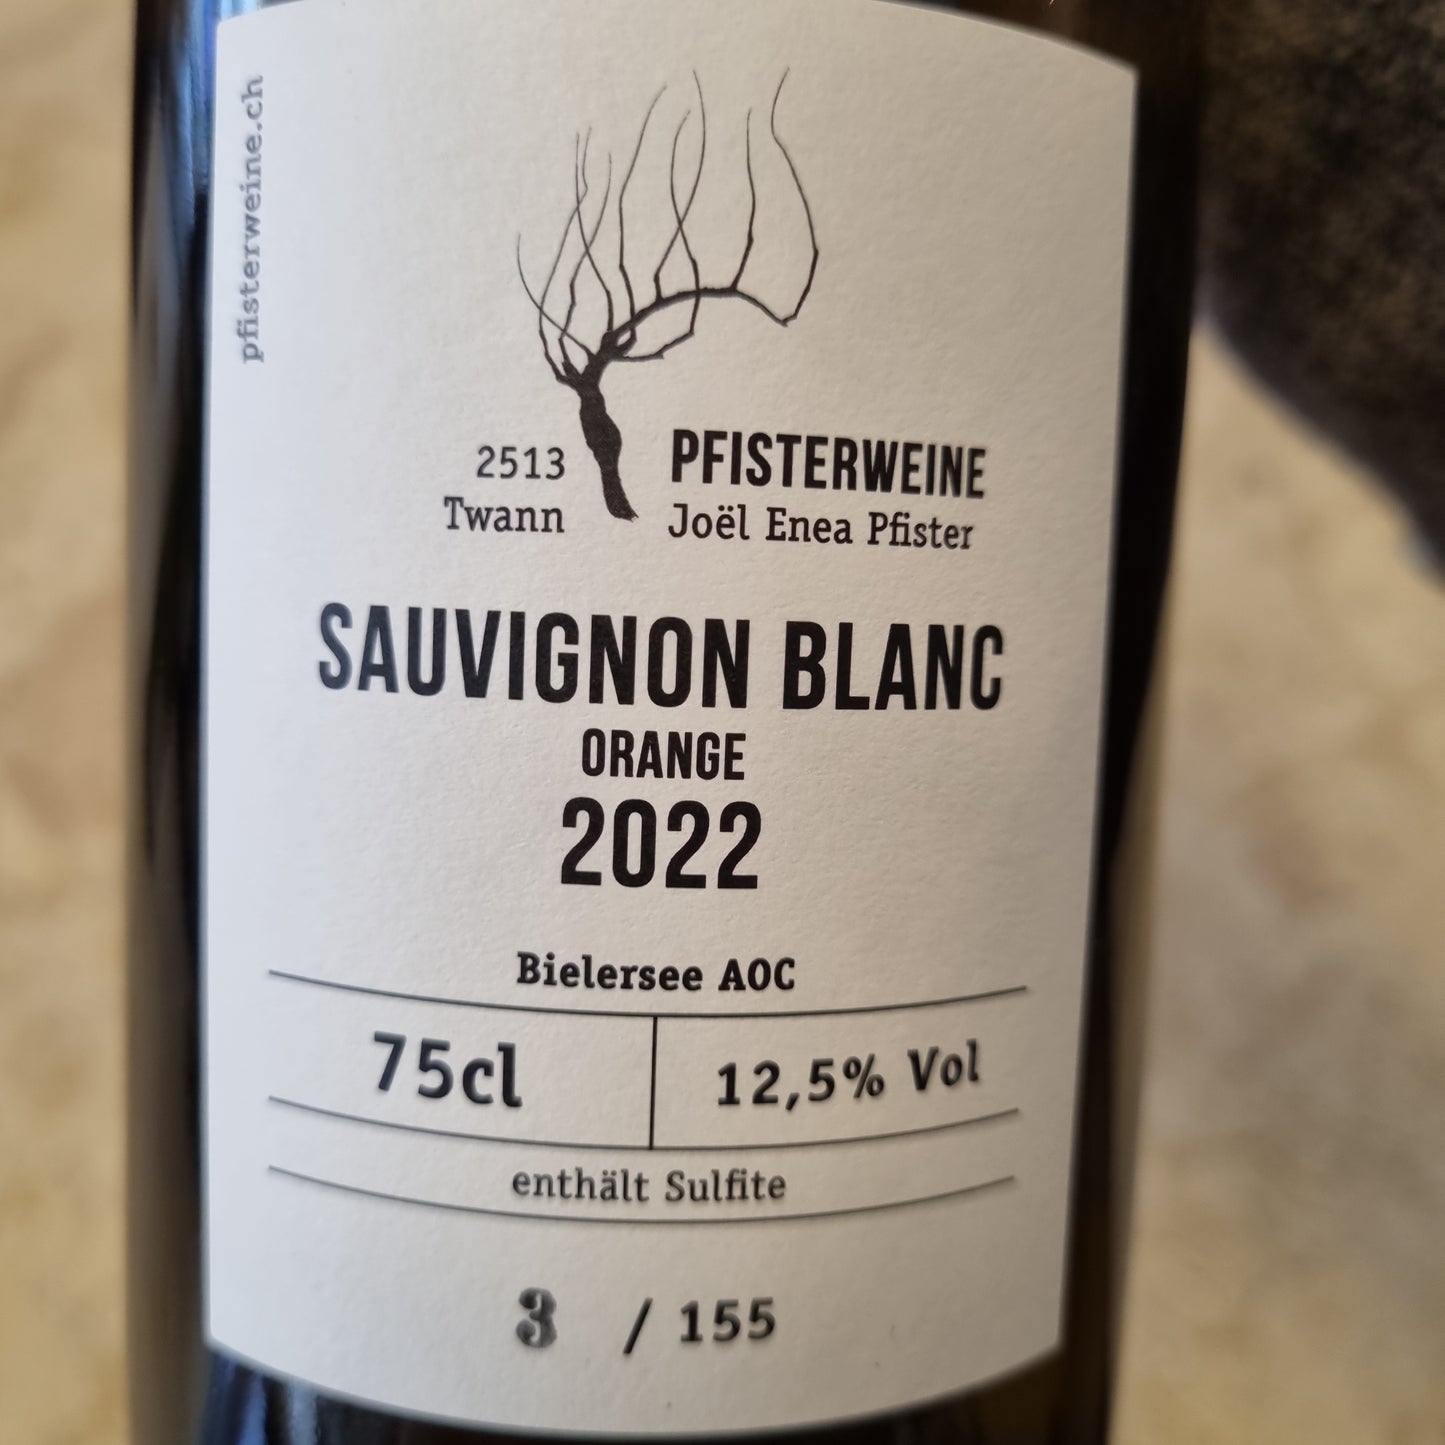 pfisterweine.ch
2513
Twann
PFISTERWEINE
Joël Enea Pfister
SAUVIGNON BLANC
ORANGE
2022
Bielersee AOC
75cl
12,5% Vol
enthält Sulfite
3 / 155